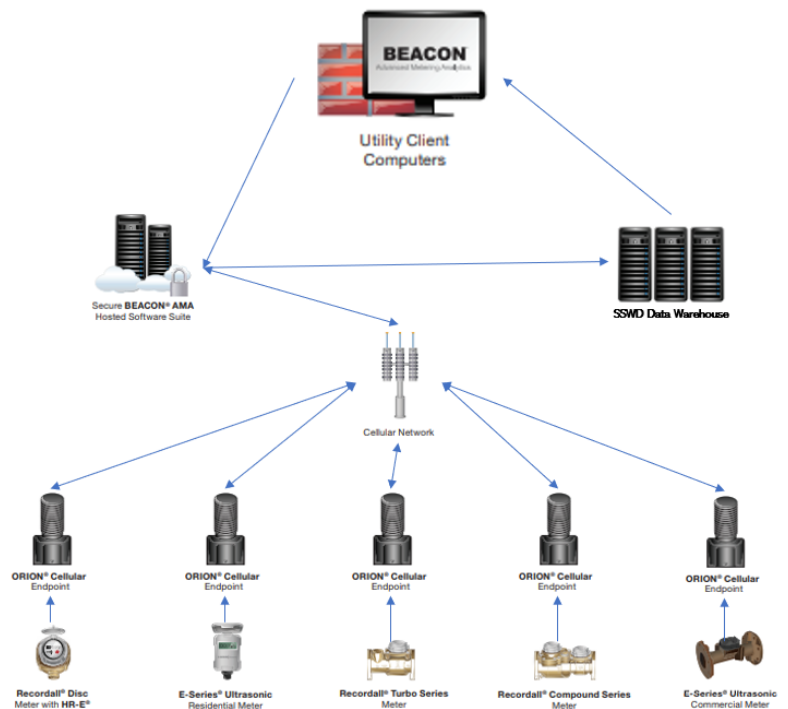 BEACON
Advanced Metering Analytics
Utility Client
Computers
Secure BEACON® AMA
Hosted Software Suite
SSWD Data Warehouse
Cellular Network
ORION® Cellular
Endpoint
ORION® Cellular
Endpoint
ORION® Cellular
Endpoint
ORION® Cellular
Endpoint
ORION® Cellular
Endpoint
Recordall® Disc
Meter with HR-E®
E-Series® Ultrasonic
Residential Meter
Recordall® Turbo Series
Meter
Recordall® Compound Series
Meter
E-Series® Ultrasonic
Commercial Meter